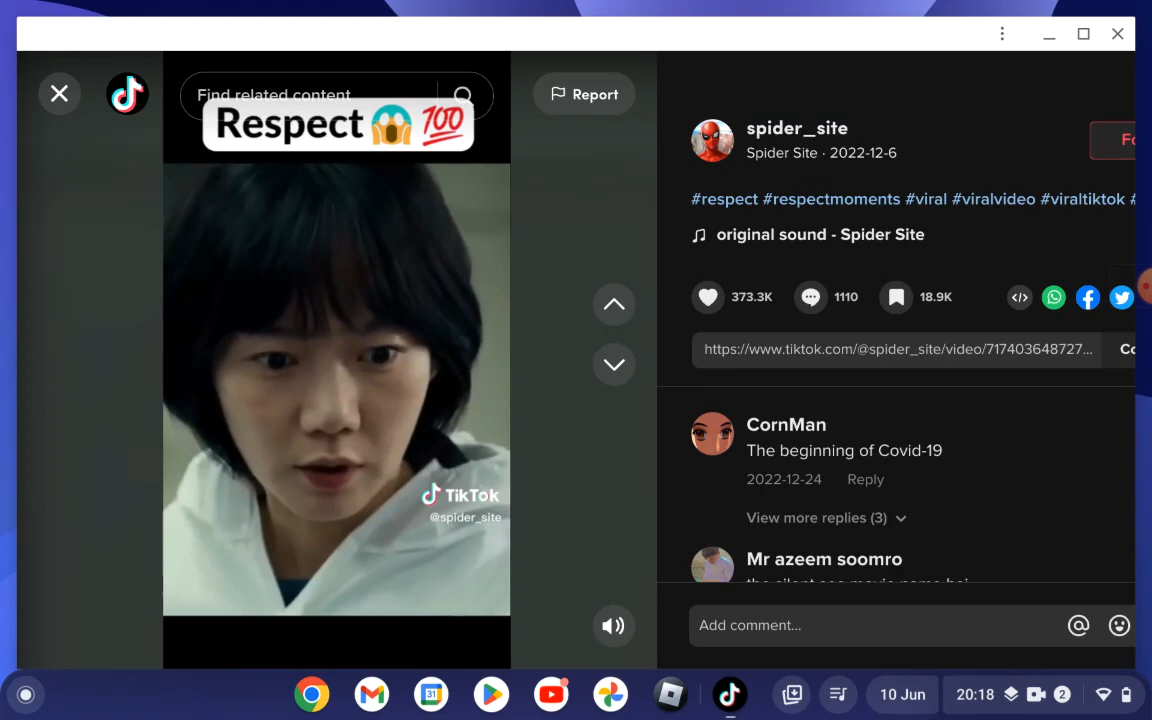 Find related content
Respect 😱 💯
TikTok
@spider_site
Report
spider_site
Spider Site · 2022-12-6
#respect #respectmoments #viral #viralvideo #viraltiktok #
original sound - Spider Site
373.3K
1110
18.9K
https://www.tiktok.com/@spider_site/video/717403648727...
CornMan
The beginning of Covid-19
2022-12-24 Reply
View more replies (3)
Mr azeem soomro
Add comment...
31
10 Jun
20:18
2